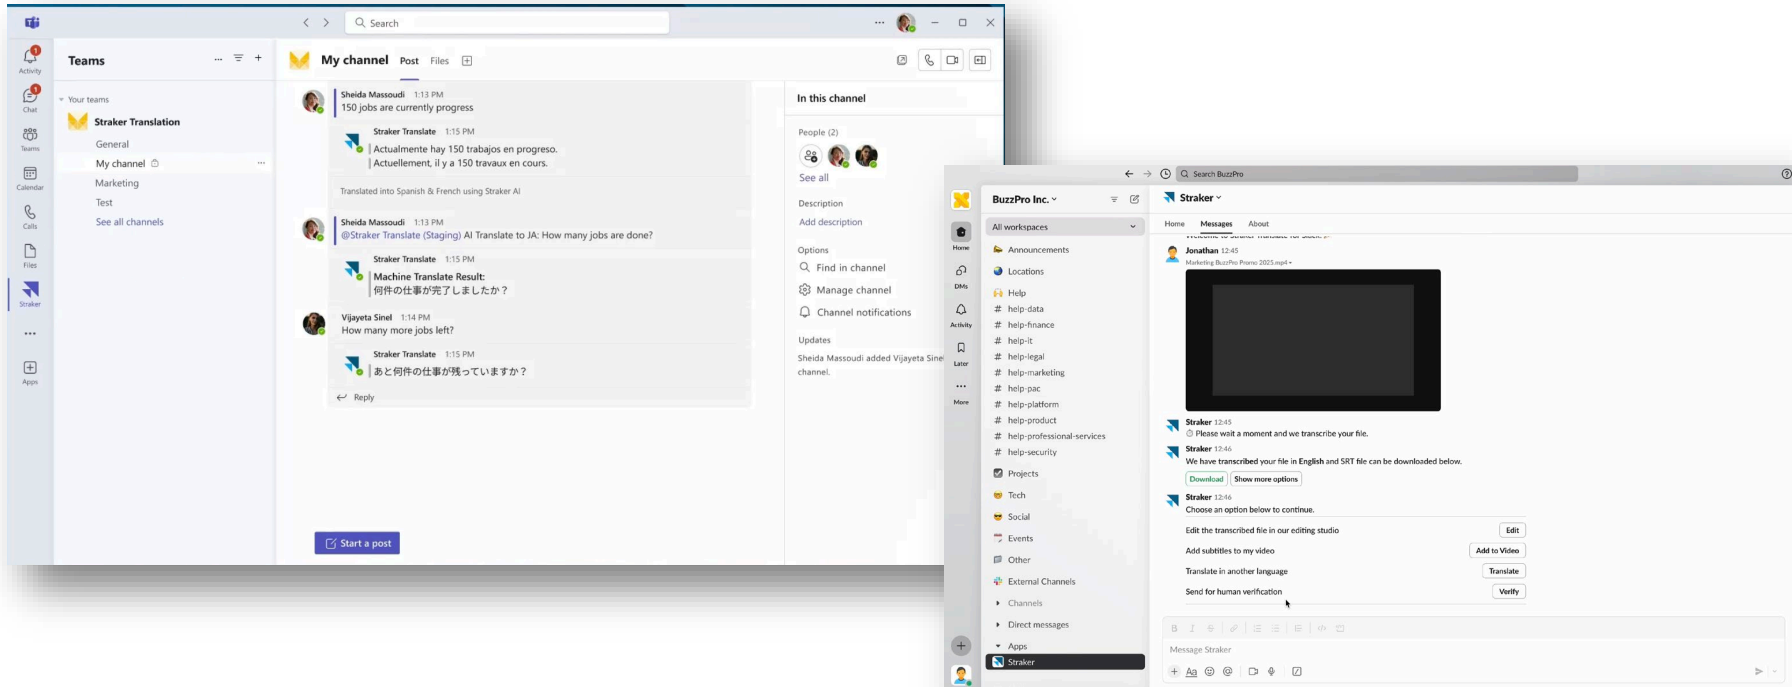 Search
Activity
Chat
Teams
Calendar
Calls
Files
Straker
Apps
Teams
Your teams
Straker Translation
General
My channel
Marketing
Test
See all channels
My channel Post Files
Sheida Massoudi 1:13 PM
150 jobs are currently progress
Straker Translate 1:15 PM
Actualmente hay 150 trabajos en progreso.
Actuellement, il y a 150 travaux en cours.
Translated into Spanish & French using Straker AI
Sheida Massoudi 1:13 PM
@Straker Translate (Staging) AI Translate to JA: How many jobs are done?
Straker Translate 1:15 PM
Machine Translate Result:
何件の仕事が完了しましたか？
Vijayeta Sinel 1:14 PM
How many more jobs left?
Straker Translate 1:15 PM
あと何件の仕事が残っていますか？
Reply
Start a post
In this channel
People (2)
See all
Description
Add description
Options
Find in channel
Manage channel
Channel notifications
Updates
Sheida Massoudi added Vijayeta Sine
channel.
Search BuzzPro
Home
DMs
Activity
Later
More
BuzzPro Inc.
All workspaces
Announcements
Locations
Help
# help-data
# help-finance
# help-it
# help-legal
# help-marketing
# help-pac
# help-platform
# help-product
# help-professional-services
# help-security
Projects
Tech
Social
Events
Other
External Channels
Channels
Direct messages
Apps
Straker
Straker
Home Messages About
Jonathan 12:45
Marketing BuzzPro Promo 2025.mp4
Straker 12:45
Please wait a moment and we transcribe your file.
Straker 12:46
We have transcribed your file in English and SRT file can be downloaded below.
Download Show more options
Straker 12:46
Choose an option below to continue.
Edit the transcribed file in our editing studio Edit
Add subtitles to my video Add to Video
Translate in another language Translate
Send for human verification Verify
Message Straker
Aa